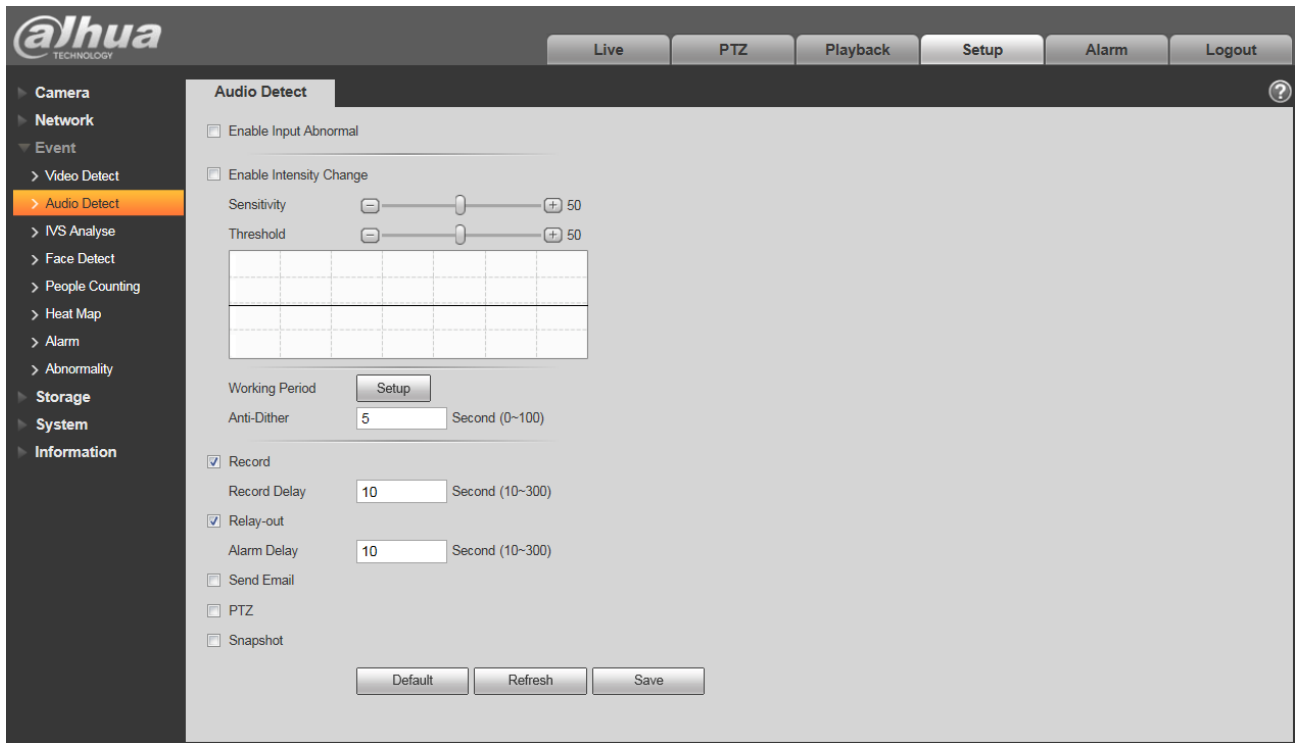 alhua
TECHNOLOGY
Live PTZ Playback Setup Alarm Logout
Camera
Network
Event
Video Detect
Audio Detect
IVS Analyse
Face Detect
People Counting
Heat Map
Alarm
Abnormality
Storage
System
Information
Audio Detect
?
Enable Input Abnormal
Enable Intensity Change
Sensitivity 50
Threshold 50
Working Period Setup
Anti-Dither 5 Second (0~100)
Record
Record Delay 10 Second (10~300)
Relay-out
Alarm Delay 10 Second (10~300)
Send Email
PTZ
Snapshot
Default Refresh Save